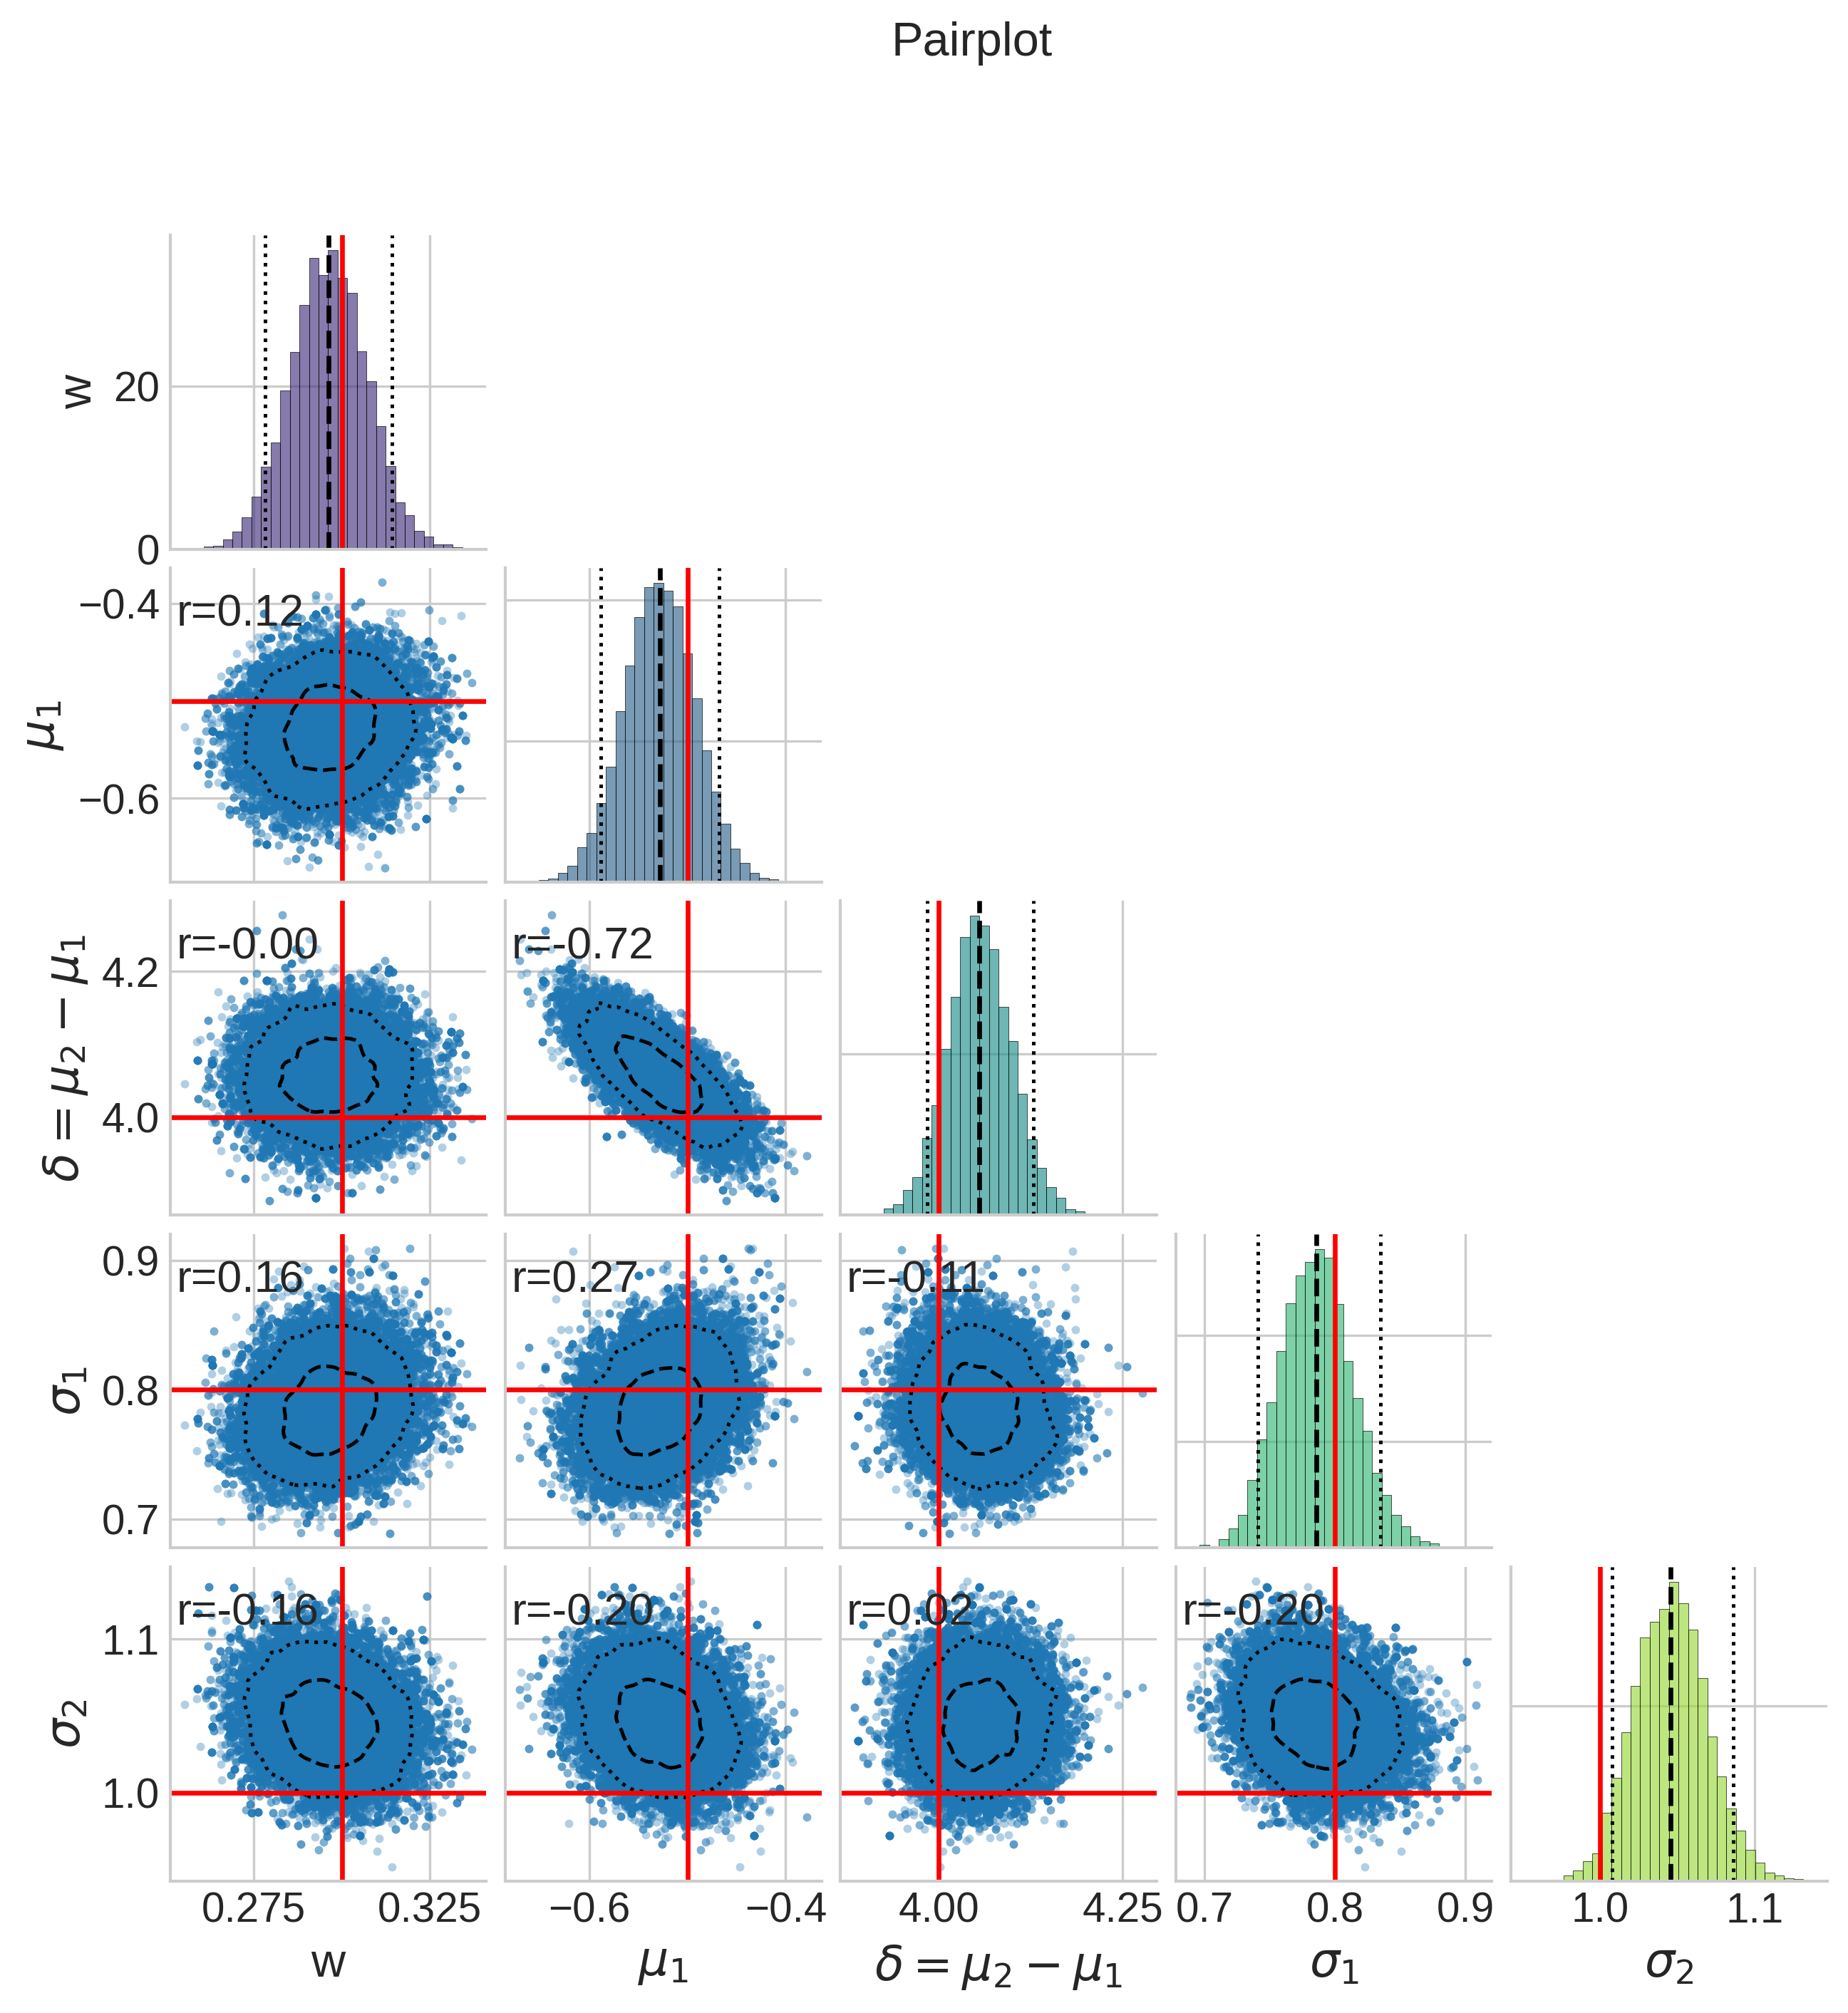 Pairplot
w
20
0
μ₁
−0.4
−0.6
r=0.12
δ = μ₂ − μ₁
4.2
4.0
r=-0.00
r=-0.72
σ₁
0.9
0.8
0.7
r=0.16
r=0.27
r=-0.11
σ₂
1.1
1.0
r=-0.16
r=-0.20
r=0.02
r=-0.20
0.275 0.325 −0.6 −0.4 4.00 4.25 0.7 0.8 0.9 1.0 1.1
w μ₁ δ = μ₂ − μ₁ σ₁ σ₂